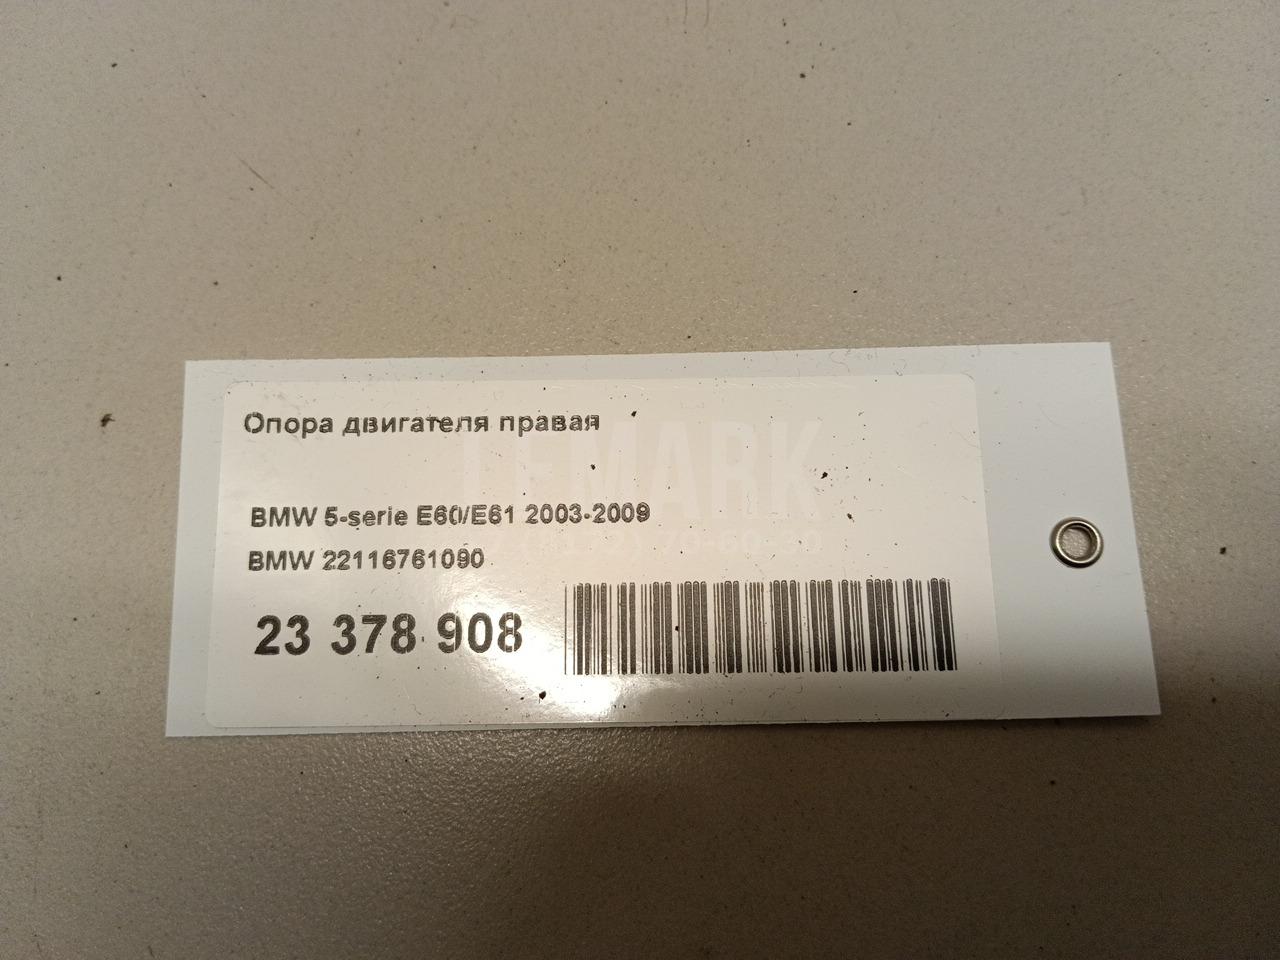 Опора двигателя правая
BMW 5-serie E60/E61 2003-2009
BMW 22116761090
23 378 908